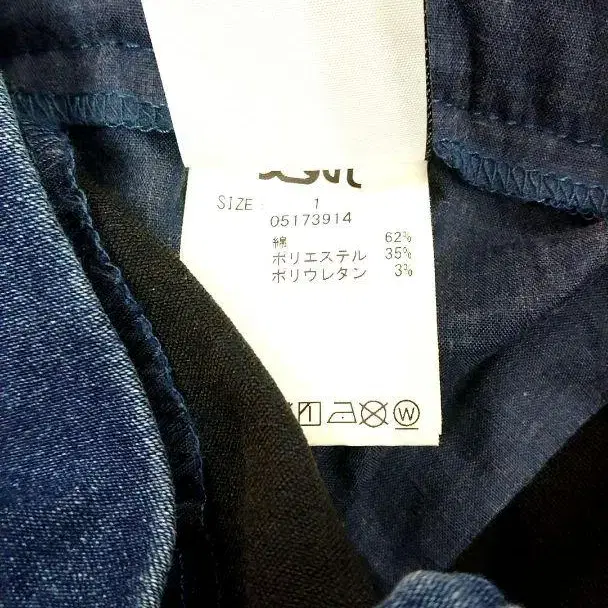 SIZE : 1
05173914
綿 62%
ポリエステル 35%
ポリウレタン 3%
W